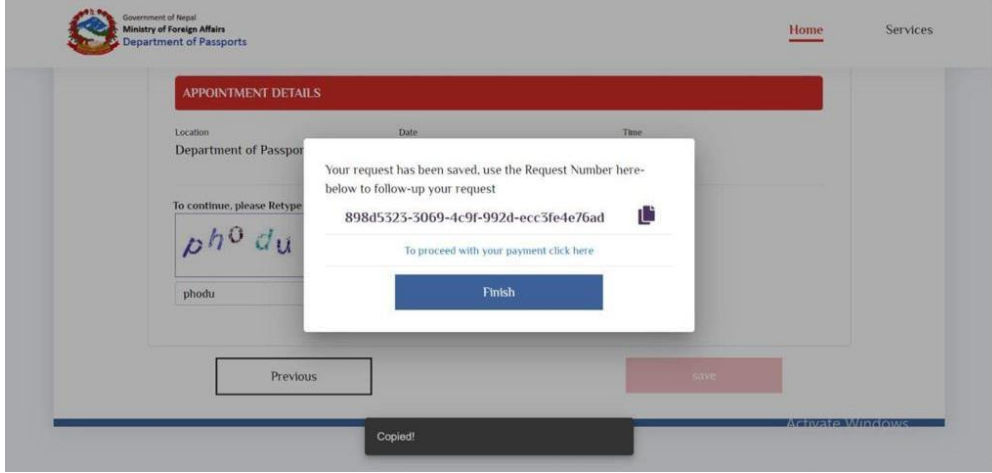 Government of Nepal
Ministry of Foreign Affairs
Department of Passports
Home
Services
APPOINTMENT DETAILS
Location
Date
Time
Department of Passpor
Your request has been saved, use the Request Number here-
below to follow-up your request
898d5323-3069-4c9f-992d-ecc3fe4e76ad
To proceed with your payment click here
Finish
To continue, please Retype
phodu
phodu
Previous
save
Activate Windows
Copied!